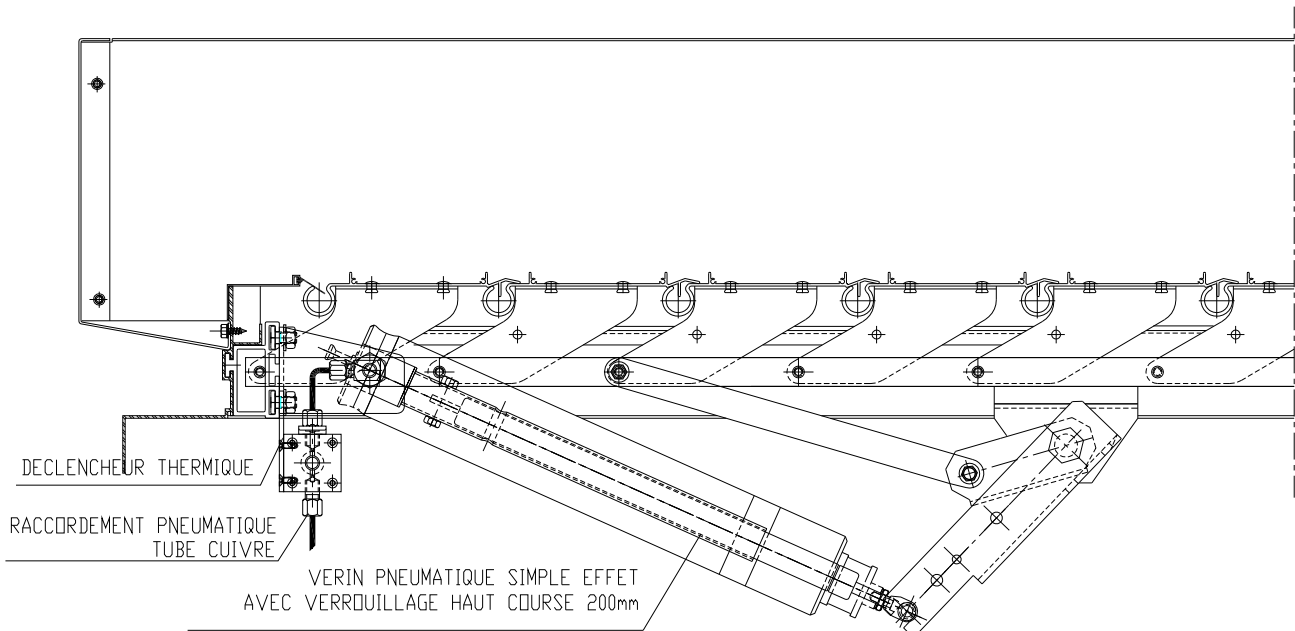 DECLENCHEUR THERMIQUE
RACCORDEMENT PNEUMATIQUE
TUBE CUIVRE
VERIN PNEUMATIQUE SIMPLE EFFET
AVEC VERROUILLAGE HAUT COURSE 200mm